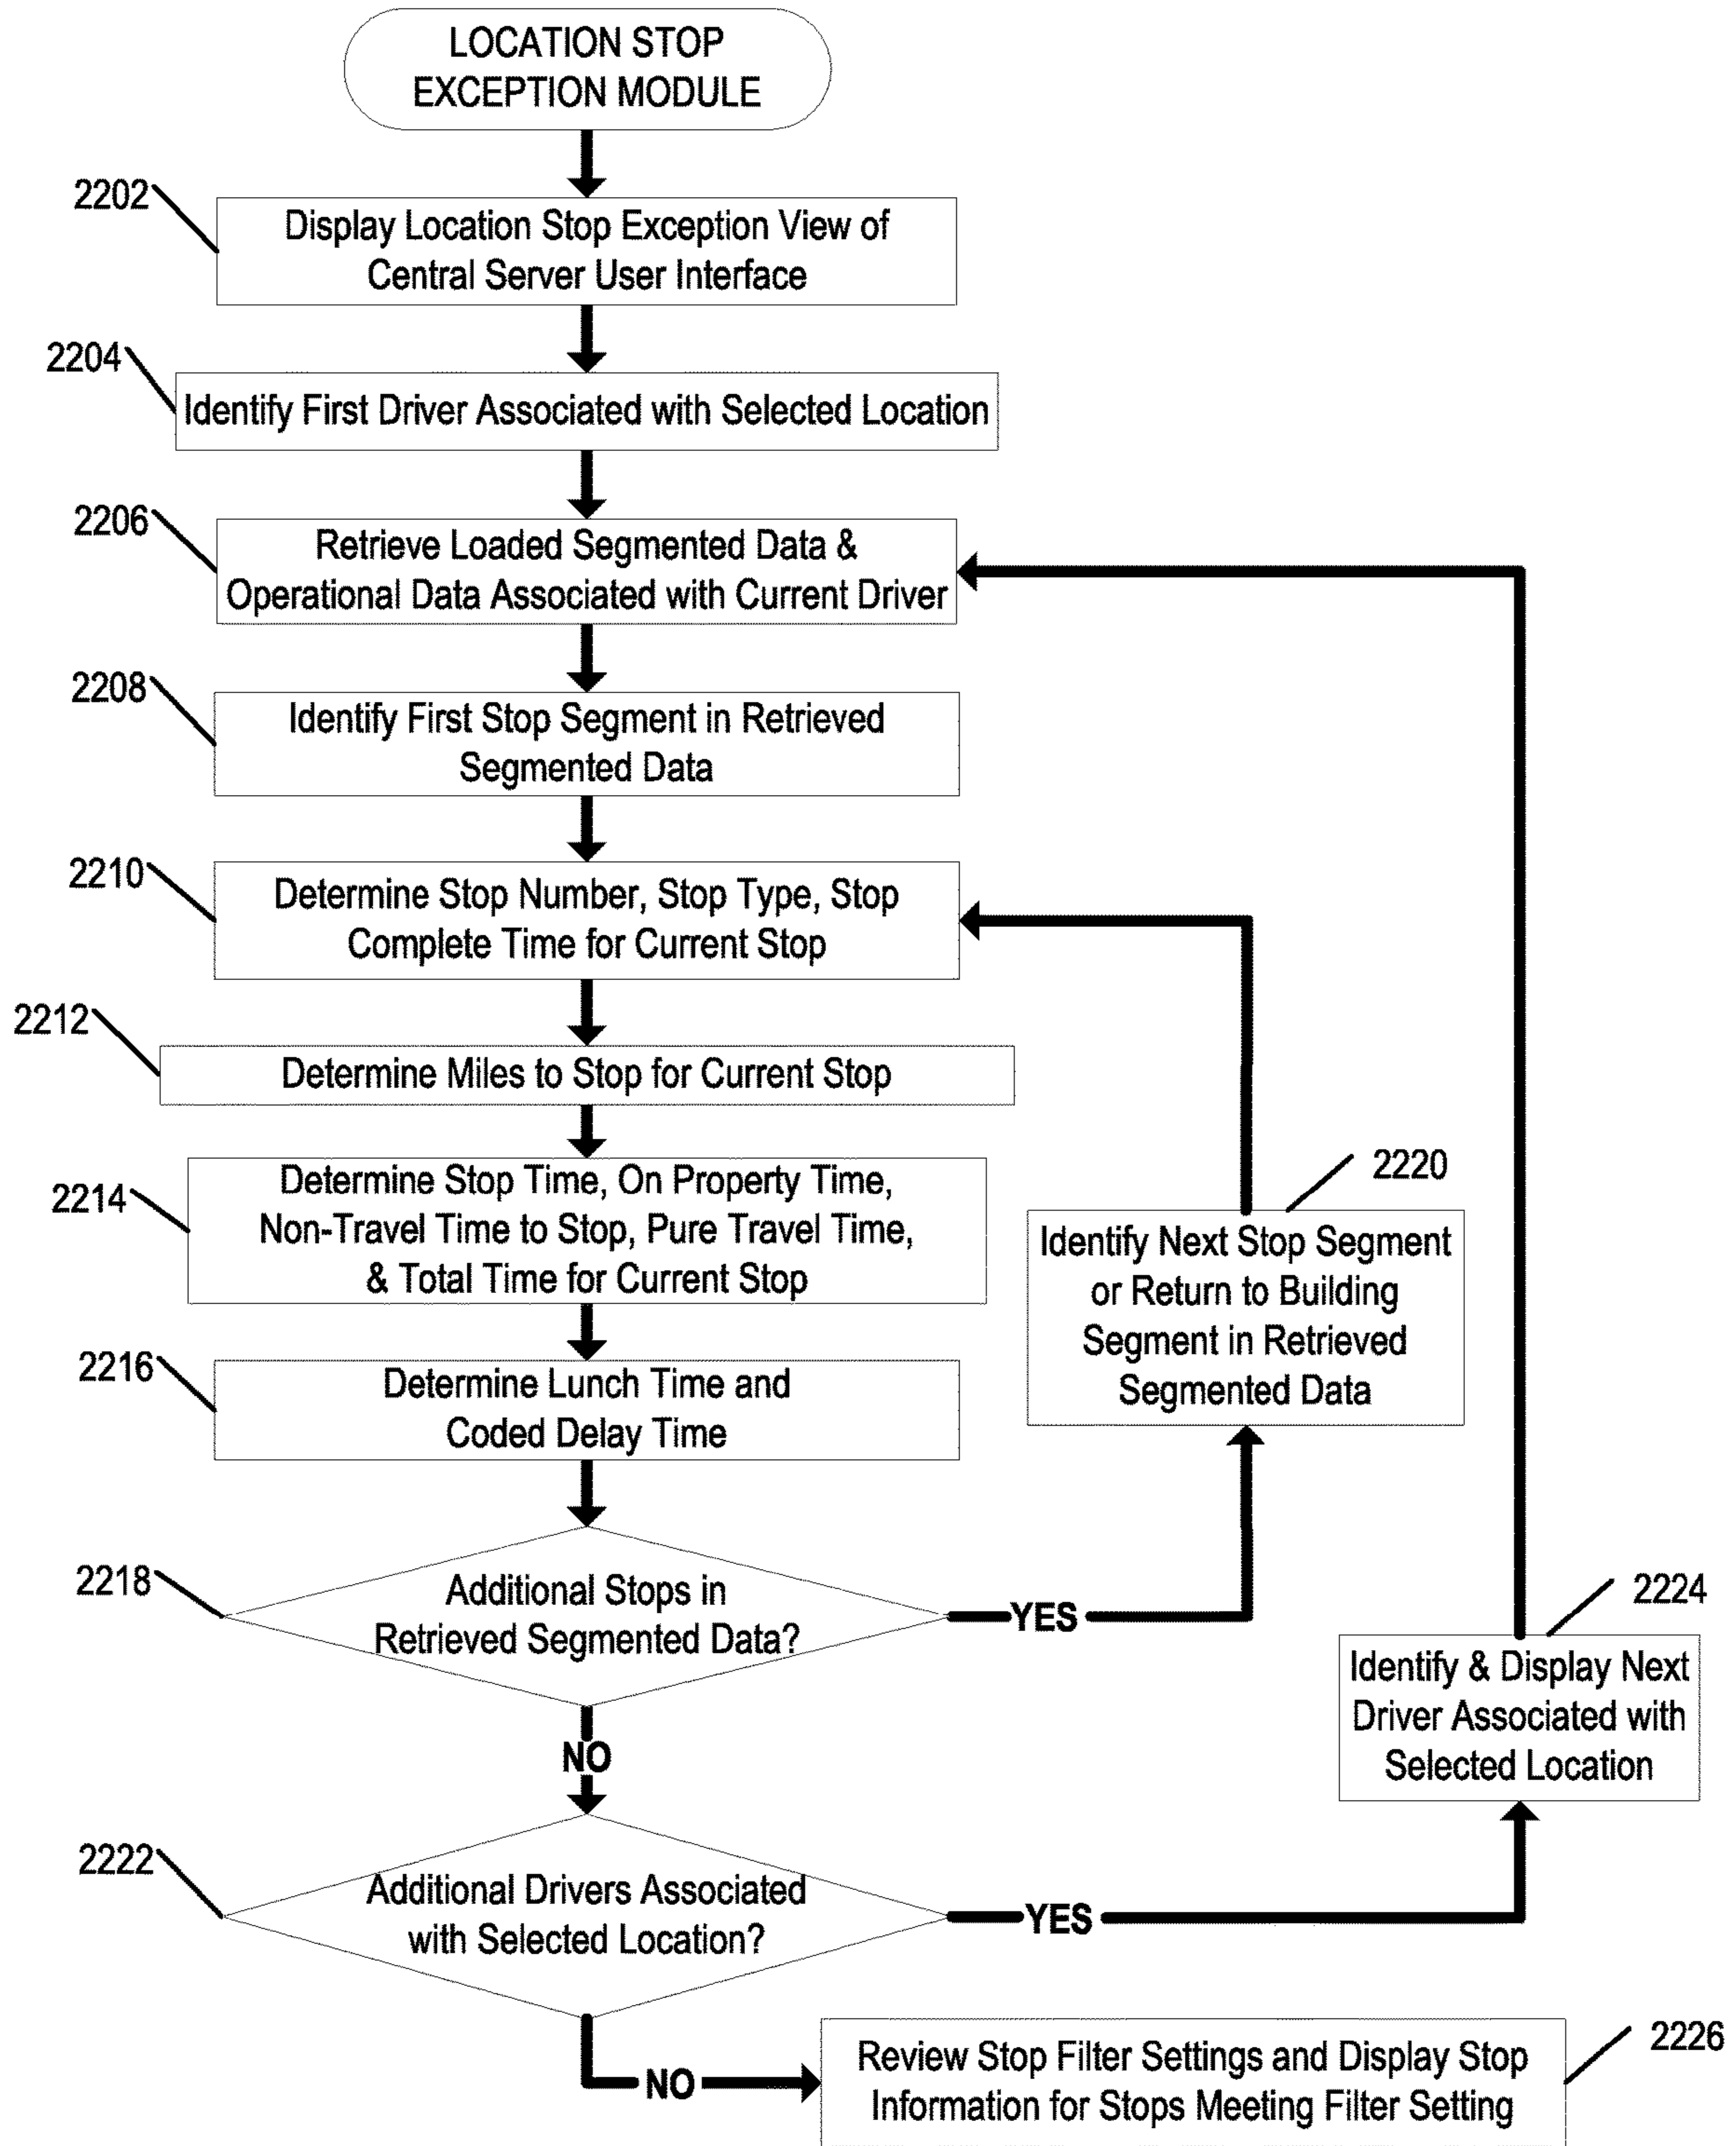 LOCATION STOP
EXCEPTION MODULE
2202
Display Location Stop Exception View of
Central Server User Interface
2204
Identify First Driver Associated with Selected Location
2206
Retrieve Loaded Segmented Data &
Operational Data Associated with Current Driver
2208
Identify First Stop Segment in Retrieved
Segmented Data
2210
Determine Stop Number, Stop Type, Stop
Complete Time for Current Stop
2212
Determine Miles to Stop for Current Stop
2214
Determine Stop Time, On Property Time,
Non-Travel Time to Stop, Pure Travel Time,
& Total Time for Current Stop
2216
Determine Lunch Time and
Coded Delay Time
2218
Additional Stops in
Retrieved Segmented Data?
YES
2220
Identify Next Stop Segment
or Return to Building
Segment in Retrieved
Segmented Data
NO
2222
Additional Drivers Associated
with Selected Location?
YES
2224
Identify & Display Next
Driver Associated with
Selected Location
NO
2226
Review Stop Filter Settings and Display Stop
Information for Stops Meeting Filter Setting